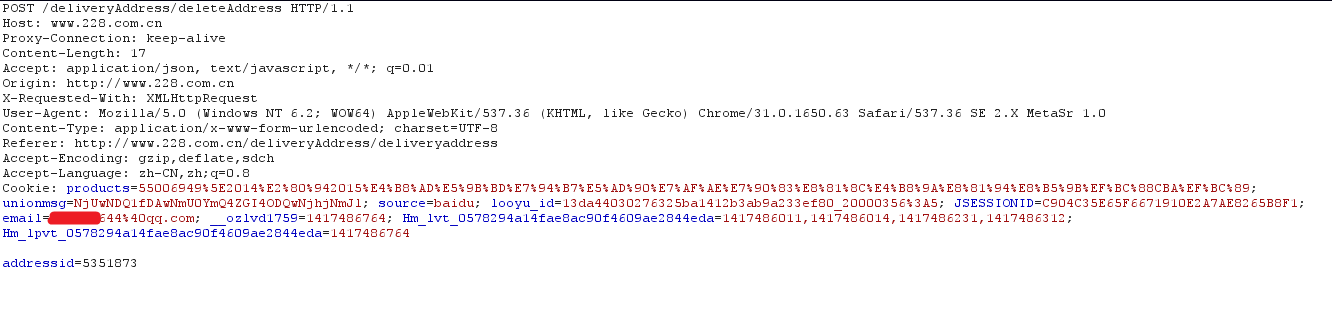 POST /deliveryAddress/deleteAddress HTTP/1.1
Host: www.228.com.cn
Proxy-Connection: keep-alive
Content-Length: 17
Accept: application/json, text/javascript, */*; q=0.01
Origin: http://www.228.com.cn
X-Requested-With: XMLHttpRequest
User-Agent: Mozilla/5.0 (Windows NT 6.2; WOW64) AppleWebKit/537.36 (KHTML, like Gecko) Chrome/31.0.1650.63 Safari/537.36 SE 2.X MetaSr 1.0
Content-Type: application/x-www-form-urlencoded; charset=UTF-8
Referer: http://www.228.com.cn/deliveryAddress/deliveryaddress
Accept-Encoding: gzip,deflate,sdch
Accept-Language: zh-CN,zh;q=0.8
Cookie: products=55006949%5E2014%E2%80%942015%E4%B8%AD%E5%9B%BD%E7%94%B7%E5%AD%90%E7%AF%AE%E7%90%83%E8%81%8C%E4%B8%9A%E8%81%94%E8%B5%9B%EF%BC%88CBA%EF%BC%89;
unionmsg=NjUwNDQ1fDAwNmU0YmQ4ZGI4ODQwNjhjNmJl; source=baidu; looyu_id=13da44030276325ba1412b3ab9a233ef80_20000356%3A5; JSESSIONID=C904C35E65F6671910E2A7AE8265B8F1;
email=644%40qq.com; __ozlvd1759=1417486764; Hm_lvt_0578294a14fae8ac90f4609ae2844eda=1417486011,1417486014,1417486231,1417486312;
Hm_lpvt_0578294a14fae8ac90f4609ae2844eda=1417486764
addressid=5351873